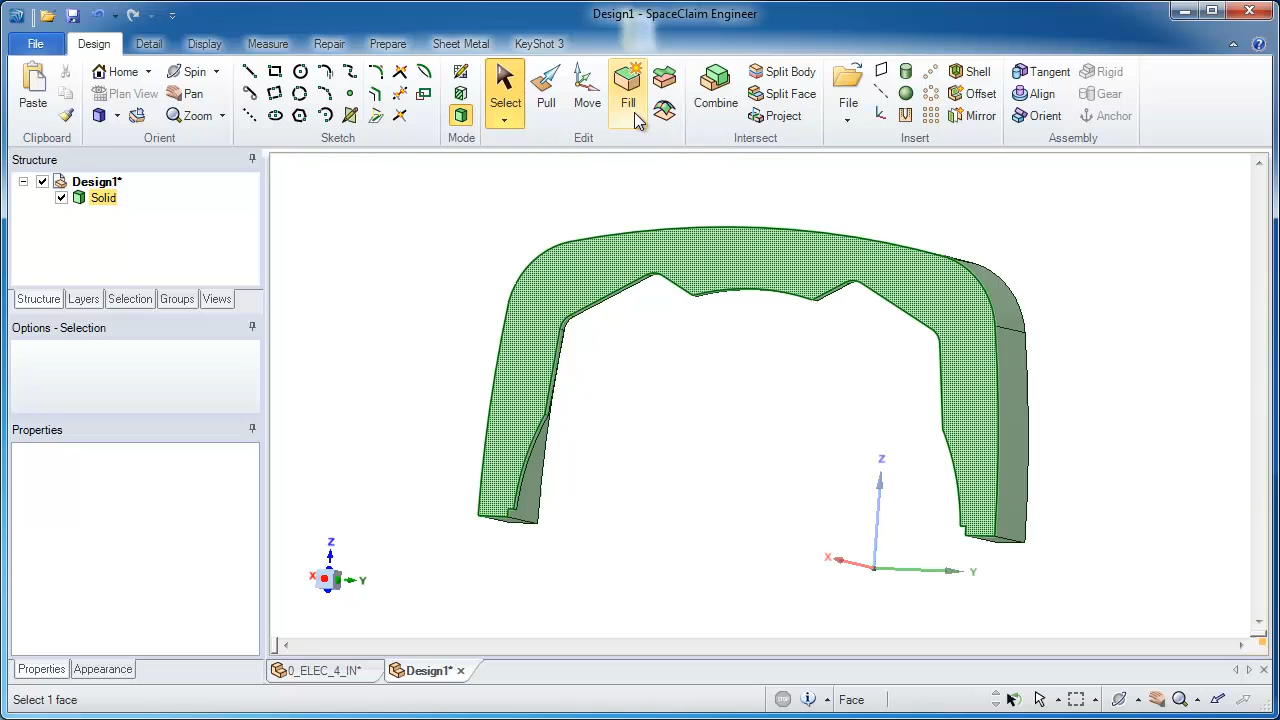 Design1 - SpaceClaim Engineer
File Design Detail Display Measure Repair Prepare Sheet Metal KeyShot 3
Home Spin Split Body Shell Tangent Rigid
Paste Plan View Pan Select Pull Move Fill Combine Split Face File Offset Align Gear
Zoom Project Mirror Orient Anchor
Clipboard Orient Sketch Mode Edit Intersect Insert Assembly
Structure
Design1*
Solid
Structure Layers Selection Groups Views
Options - Selection
Properties
Z
X
Y
Z
X
Y
Properties Appearance
0_ELEC_4_IN* Design1*
Select 1 face Face